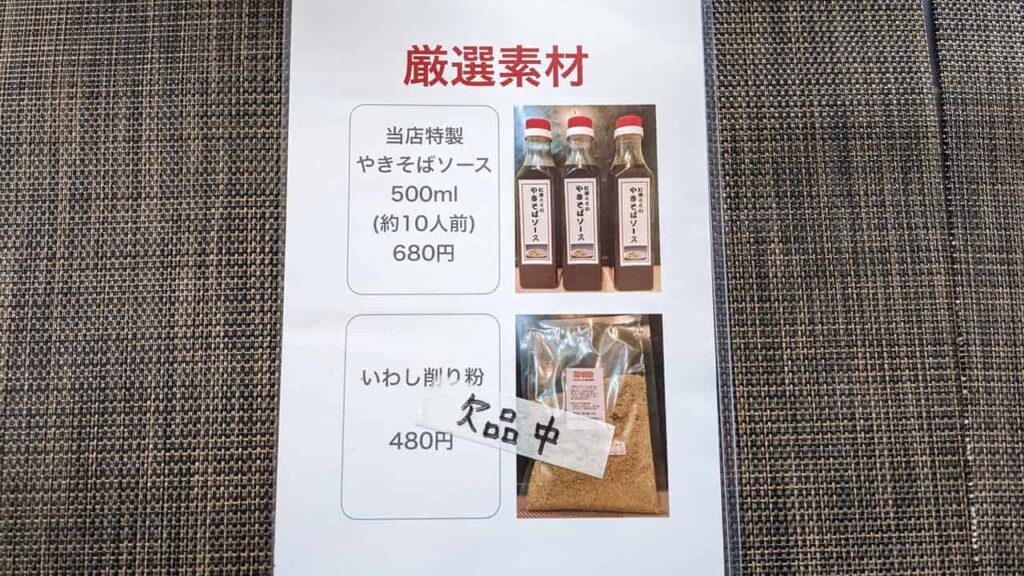 厳選素材
当店特製
やきそばソース
500ml
(約10人前)
680円
やきそばソース
やきそばソース
やきそばソース
いわし削り粉
欠品中
480円